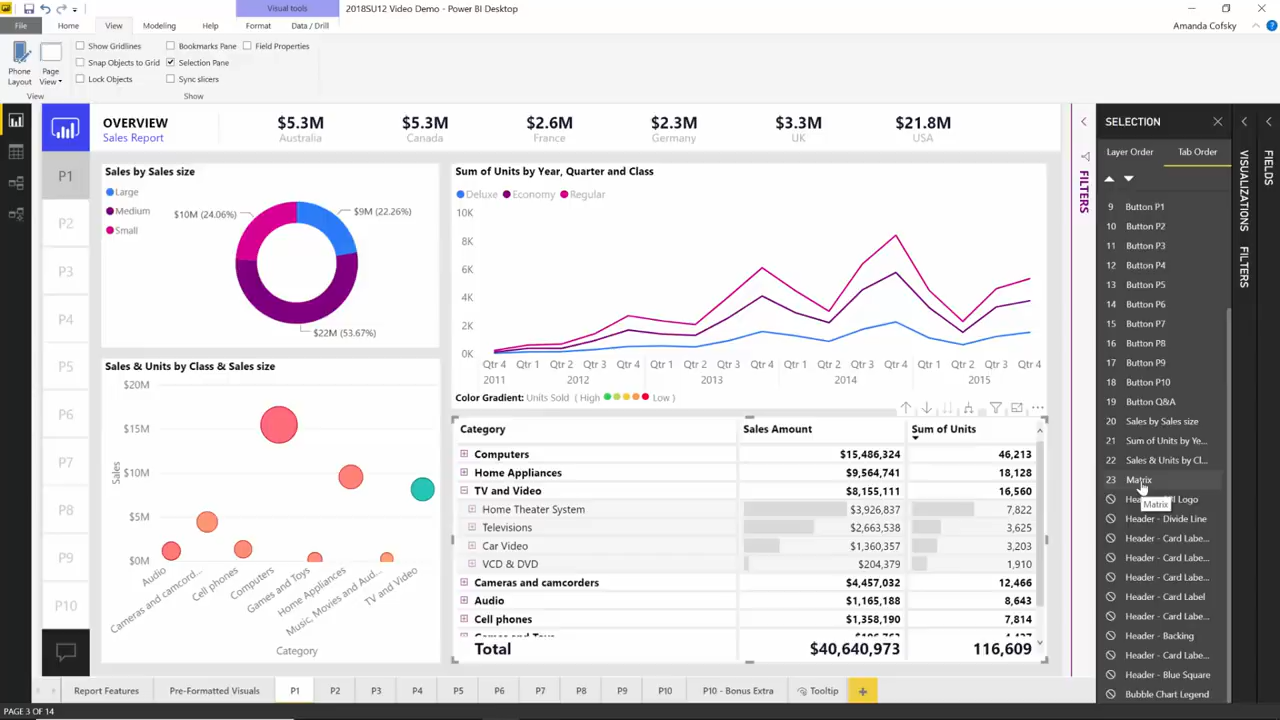 Visual tools
2018SU12 Video Demo - Power BI Desktop
Amanda Cofsky
File
Home
View
Modeling
Help
Format
Data / Drill
Phone Layout
Page View
Show Gridlines
Snap Objects to Grid
Lock Objects
Bookmarks Pane
Selection Pane
Sync slicers
Field Properties
View
Show
OVERVIEW
Sales Report
$5.3M
Australia
$5.3M
Canada
$2.6M
France
$2.3M
Germany
$3.3M
UK
$21.8M
USA
P1
P2
P3
P4
P5
P6
P7
P8
P9
P10
Sales by Sales size
Large
Medium
Small
$10M (24.06%)
$9M (22.26%)
$22M (53.67%)
Sum of Units by Year, Quarter and Class
Deluxe Economy Regular
10K
8K
6K
4K
2K
0K
Qtr 4 Qtr 1 Qtr 2 Qtr 3 Qtr 4 Qtr 1 Qtr 2 Qtr 3 Qtr 4 Qtr 1 Qtr 2 Qtr 3 Qtr 4 Qtr 1 Qtr 2 Qtr 3 Qtr 4
2011 2012 2013 2014 2015
Color Gradient: Units Sold ( High Low )
Sales & Units by Class & Sales size
$20M
$15M
$10M
$5M
$0M
Sales
Audio
Cameras and camcord...
Cell phones
Computers
Games and Toys
Home Appliances
Music, Movies and Aud...
TV and Video
Category
Category Sales Amount Sum of Units
Computers $15,486,324 46,213
Home Appliances $9,564,741 18,128
TV and Video $8,155,111 16,560
Home Theater System $3,926,837 7,822
Televisions $2,663,538 3,625
Car Video $1,360,357 3,203
VCD & DVD $204,379 1,910
Cameras and camcorders $4,457,032 12,466
Audio $1,165,188 8,643
Cell phones $1,358,190 7,814
Total $40,640,973 116,609
FILTERS
SELECTION
Layer Order
Tab Order
9 Button P1
10 Button P2
11 Button P3
12 Button P4
13 Button P5
14 Button P6
15 Button P7
16 Button P8
17 Button P9
18 Button P10
19 Button Q&A
20 Sales by Sales size
21 Sum of Units by Ye...
22 Sales & Units by Cl...
23 Matrix
Matrix
Logo
Header - Divide Line
Header - Card Labe...
Header - Card Labe...
Header - Card Labe...
Header - Card Label
Header - Card Labe...
Header - Backing
Header - Card Labe...
Header - Blue Square
Bubble Chart Legend
VISUALIZATIONS
FILTERS
FIELDS
Report Features
Pre-Formatted Visuals
P1
P2
P3
P4
P5
P6
P7
P8
P9
P10
P10 - Bonus Extra
Tooltip
PAGE 3 OF 14